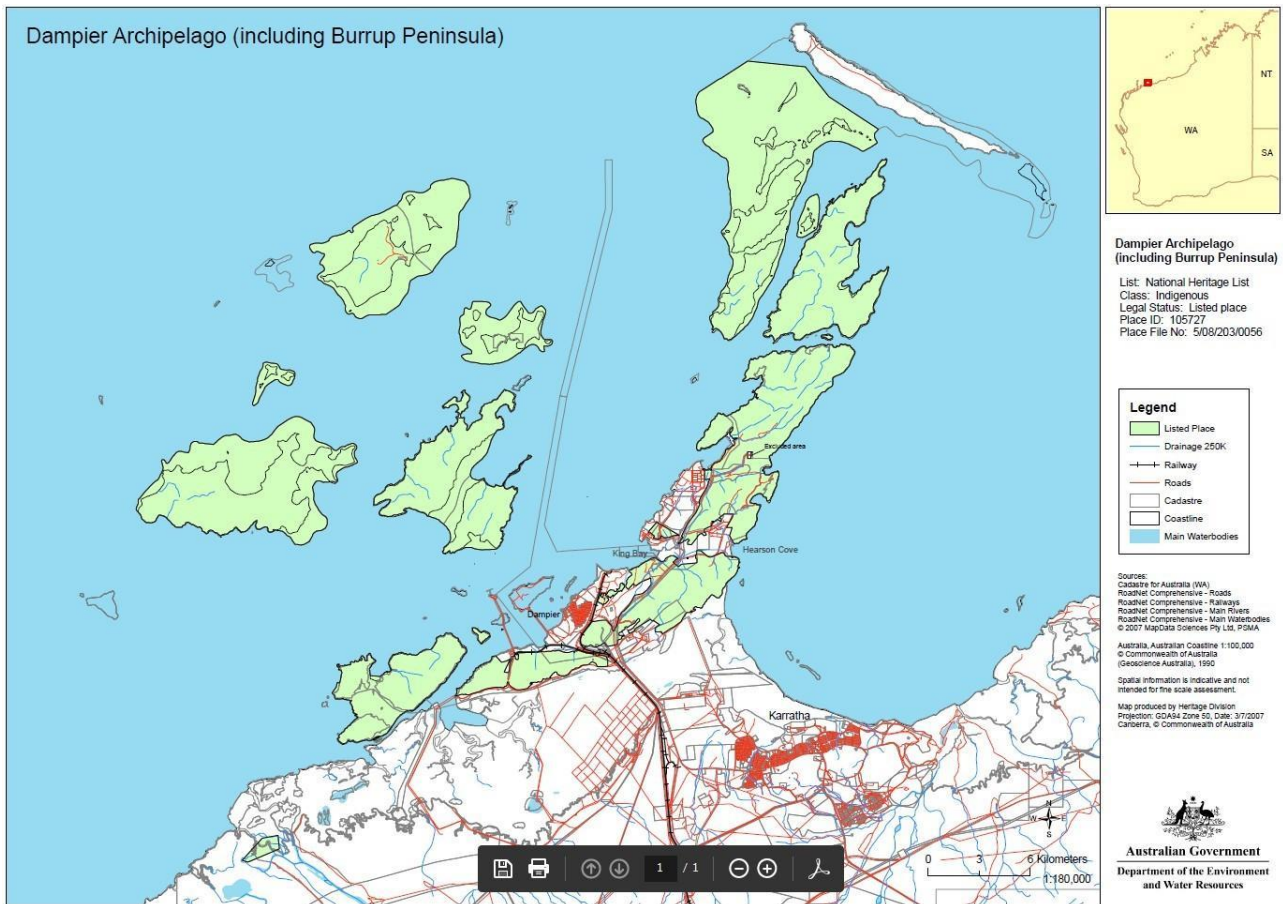 Dampier Archipelago (including Burrup Peninsula)
NT
WA
SA
Dampier Archipelago
(including Burrup Peninsula)
List: National Heritage List
Class: Indigenous
Legal Status: Listed place
Place ID: 105727
Place File No: 5/08/203/0056
Legend
Listed Place
Drainage 250K
Railway
Roads
Cadastre
Coastline
Main Waterbodies
Excluded area
King Bay
Hearson Cove
Dampier
Karratha
Sources:
Cadastre for Australia (WA)
RoadNet Comprehensive - Roads
RoadNet Comprehensive - Railways
RoadNet Comprehensive - Main Rivers
RoadNet Comprehensive - Main Waterbodies
© 2007 MapData Sciences Pty Ltd, PSMA
Australia, Australian Coastline 1:100,000
© Commonwealth of Australia
(Geoscience Australia), 1990
Spatial information is indicative and not
intended for fine scale assessment.
Map produced by Heritage Division
Projection: GDA94 Zone 50, Date: 3/7/2007
Canberra, © Commonwealth of Australia
N
W E
S
0 3 6 Kilometers
1:180,000
1 / 1
Australian Government
Department of the Environment
and Water Resources